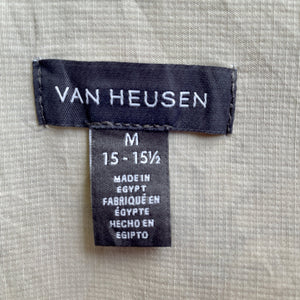 VAN HEUSEN
M
15 - 15½
MADE IN
EGYPT
FABRIQUÉ EN
ÉGYPTE
HECHO EN
EGIPTO